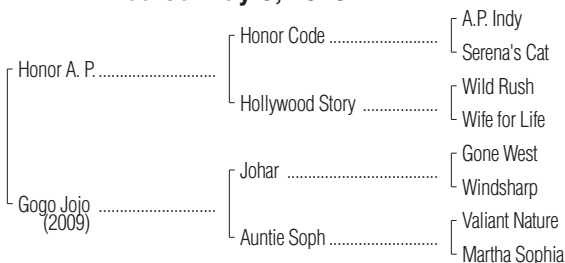 A.P. Indy
Honor Code ........................
Serena's Cat
Honor A. P. ..........................
Wild Rush
Hollywood Story .................
Wife for Life
Gone West
Johar .................................
Windsharp
Gogo Jojo ..........................
(2009)
Valiant Nature
Auntie Soph ........................
Martha Sophia